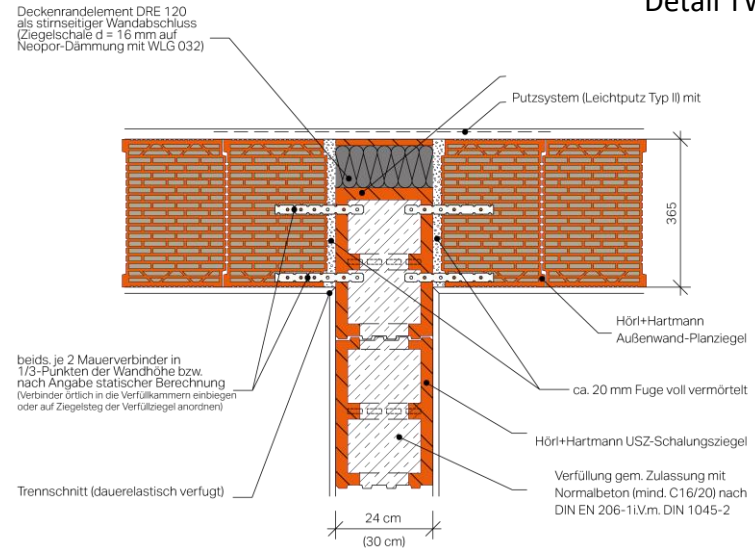 Detail TW
Deckenrandelement DRE 120
als stirnseitiger Wandabschluss
(Ziegelschale d = 16 mm auf
Neopor-Dämmung mit WLG 032)
Putzsystem (Leichtputz Typ II) mit
365
Hörl+Hartmann
Außenwand-Planziegel
beids. je 2 Mauerverbinder in
1/3-Punkten der Wandhöhe bzw.
nach Angabe statischer Berechnung
(Verbinder örtlich in die Verfüllkammern einbiegen
oder auf Ziegelsteg der Verfüllziegel anordnen)
ca. 20 mm Fuge voll vermörtelt
Hörl+Hartmann USZ-Schalungsziegel
Verfüllung gem. Zulassung mit
Normalbeton (mind. C16/20) nach
DIN EN 206-1i.V.m. DIN 1045-2
Trennschnitt (dauerelastisch verfugt)
24 cm
(30 cm)